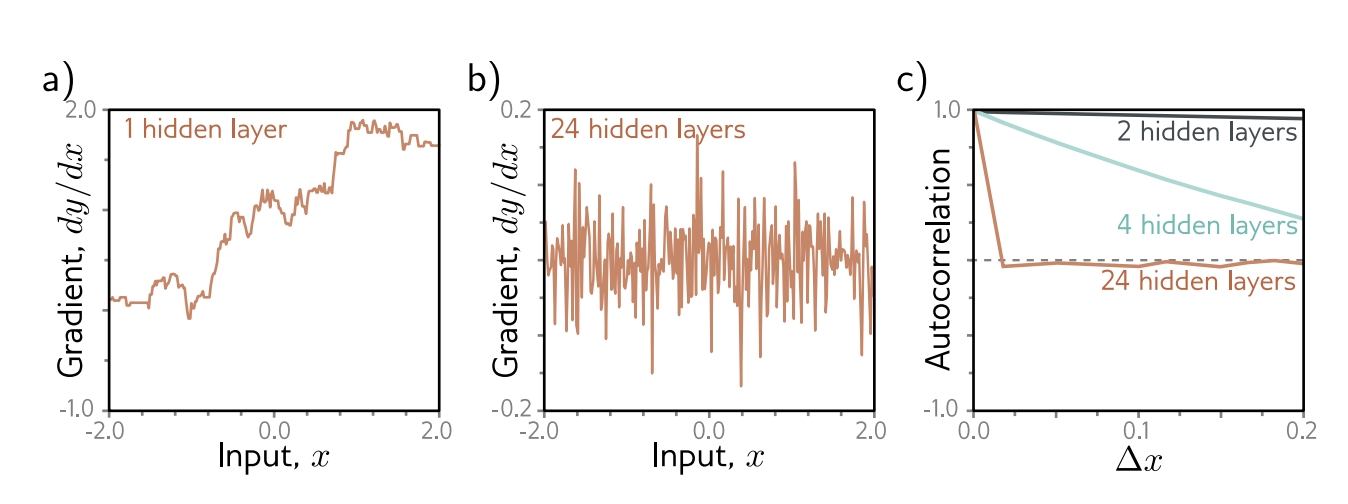 a)
2.0
1 hidden layer
Gradient, dy/dx
-1.0
-2.0
0.0
2.0
Input, x
b)
0.2
24 hidden layers
Gradient, dy/dx
-0.2
-2.0
0.0
2.0
Input, x
c)
1.0
2 hidden layers
Autocorrelation
4 hidden layers
24 hidden layers
-1.0
0.0
0.1
0.2
Δx